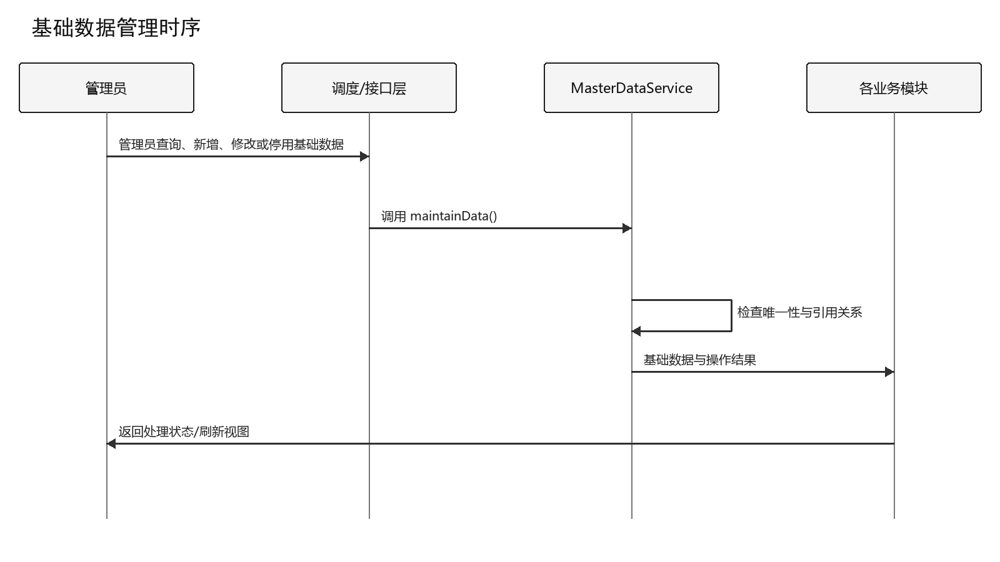 基础数据管理时序
管理员
调度/接口层
MasterDataService
各业务模块
管理员查询、新增、修改或停用基础数据
调用 maintainData()
检查唯一性与引用关系
基础数据与操作结果
返回处理状态/刷新视图